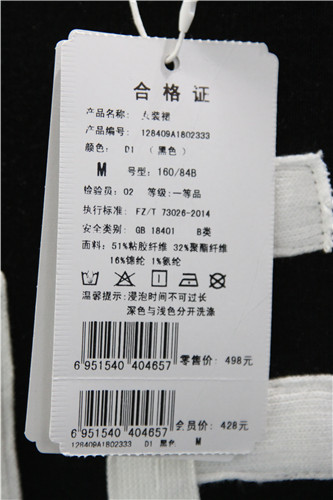 合格证
产品名称: 女装裙
产品编号: 128409A1802333
颜色: D1 (黑色)
M 号型: 160/84B
检验员: 02 等级: 一等品
执行标准: FZ/T 73026-2014
安全类别: GB 18401 B类
面料: 51%粘胶纤维 32%聚酯纤维
16%锦纶 1%氨纶
温馨提示: 浸泡时间不可过长
深色与浅色分开洗涤
6 951540 404657 零售价: 498元
6 951540 404657 会员价: 428元
128409A1802333 D1 黑色 M